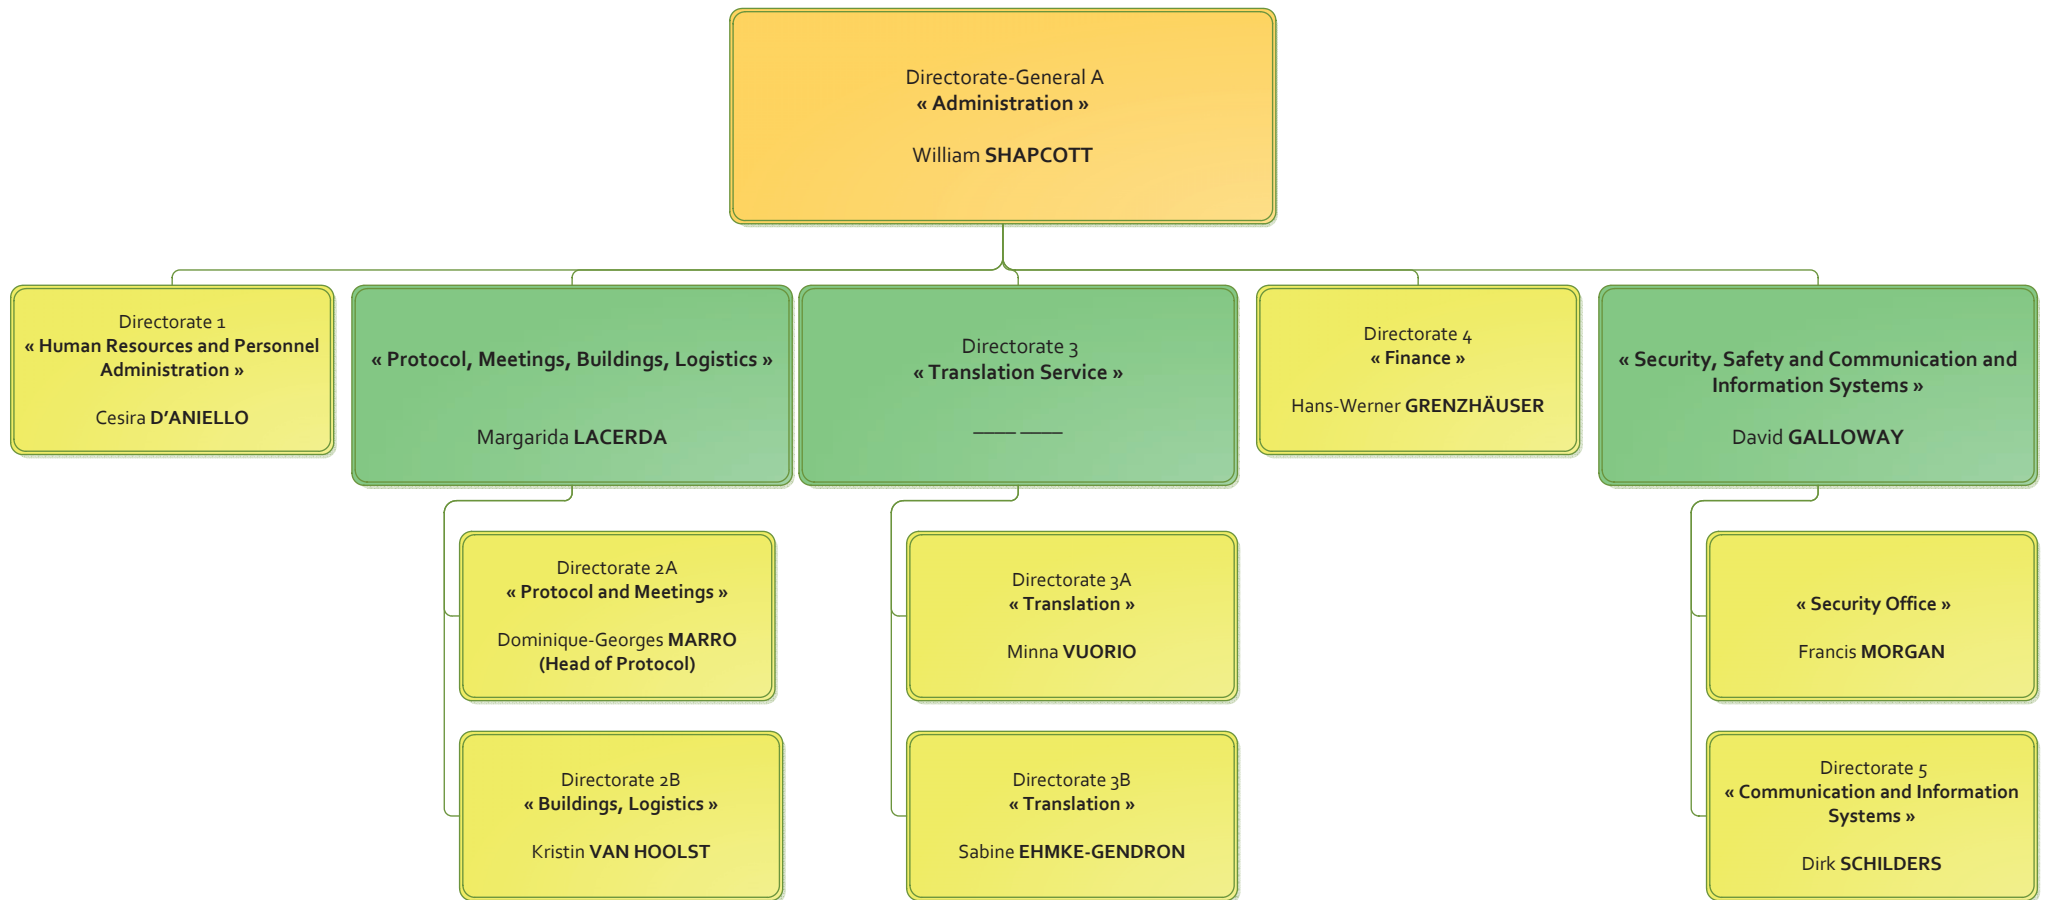 Directorate-General A
« Administration »
William SHAPCOTT
Directorate 1
« Human Resources and Personnel
Administration »
Cesira D’ANIELLO
« Protocol, Meetings, Buildings, Logistics »
Margarida LACERDA
Directorate 3
« Translation Service »
____ ____
Directorate 4
« Finance »
Hans-Werner GRENZHÄUSER
« Security, Safety and Communication and
Information Systems »
David GALLOWAY
Directorate 2A
« Protocol and Meetings »
Dominique-Georges MARRO
(Head of Protocol)
Directorate 3A
« Translation »
Minna VUORIO
« Security Office »
Francis MORGAN
Directorate 2B
« Buildings, Logistics »
Kristin VAN HOOLST
Directorate 3B
« Translation »
Sabine EHMKE-GENDRON
Directorate 5
« Communication and Information
Systems »
Dirk SCHILDERS